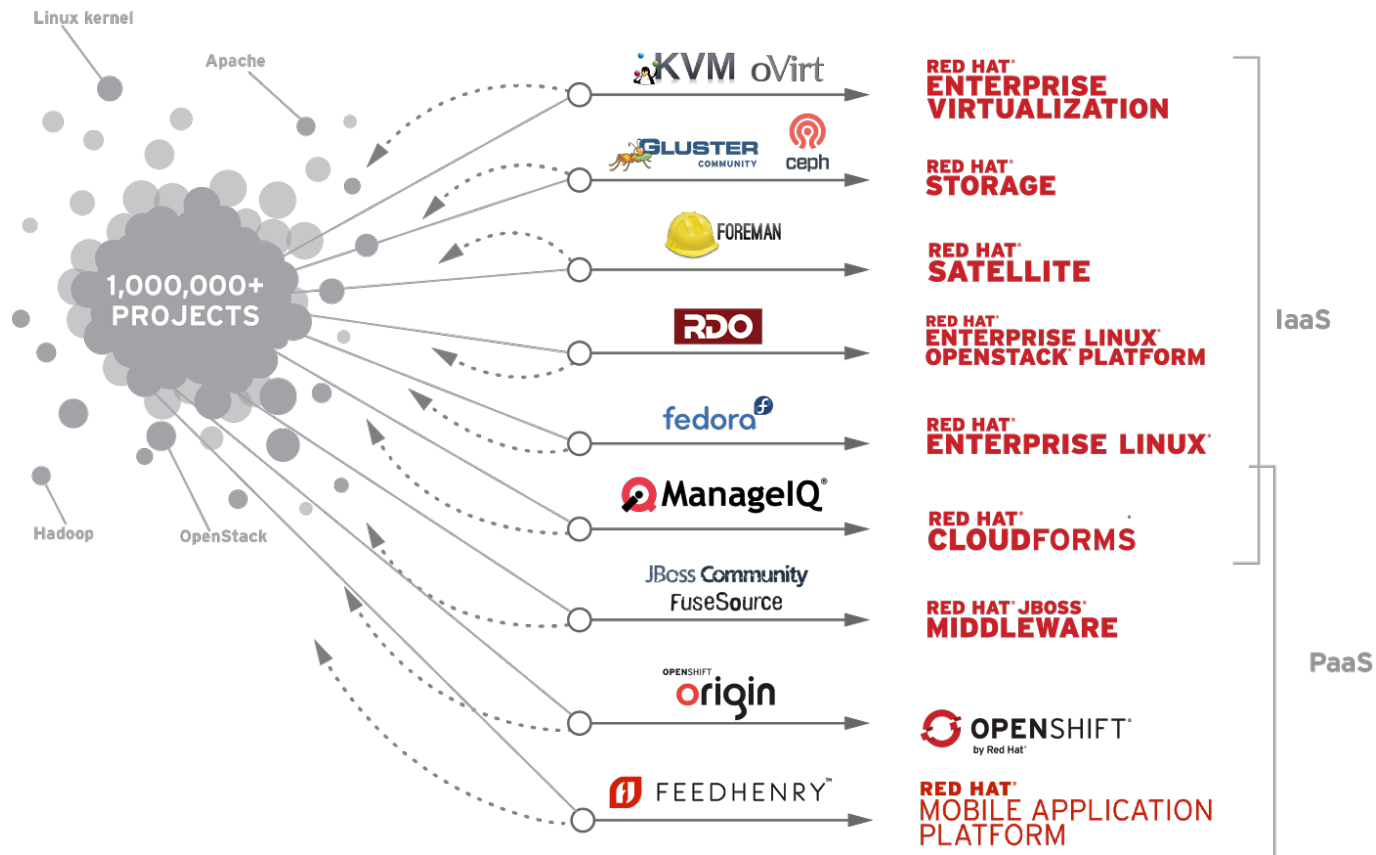 Linux kernel
Apache
1,000,000+
PROJECTS
Hadoop
OpenStack
KVM oVirt
RED HAT®
ENTERPRISE
VIRTUALIZATION
GLUSTER
COMMUNITY
ceph
RED HAT®
STORAGE
FOREMAN
RED HAT®
SATELLITE
RDO
RED HAT®
ENTERPRISE LINUX®
OPENSTACK® PLATFORM
fedora
RED HAT®
ENTERPRISE LINUX®
ManageIQ®
RED HAT®
CLOUDFORMS
JBoss Community
FuseSource
RED HAT® JBOSS®
MIDDLEWARE
OPENSHIFT
origin
OPENSHIFT®
by Red Hat®
FEEDHENRY™
RED HAT®
MOBILE APPLICATION
PLATFORM
IaaS
PaaS